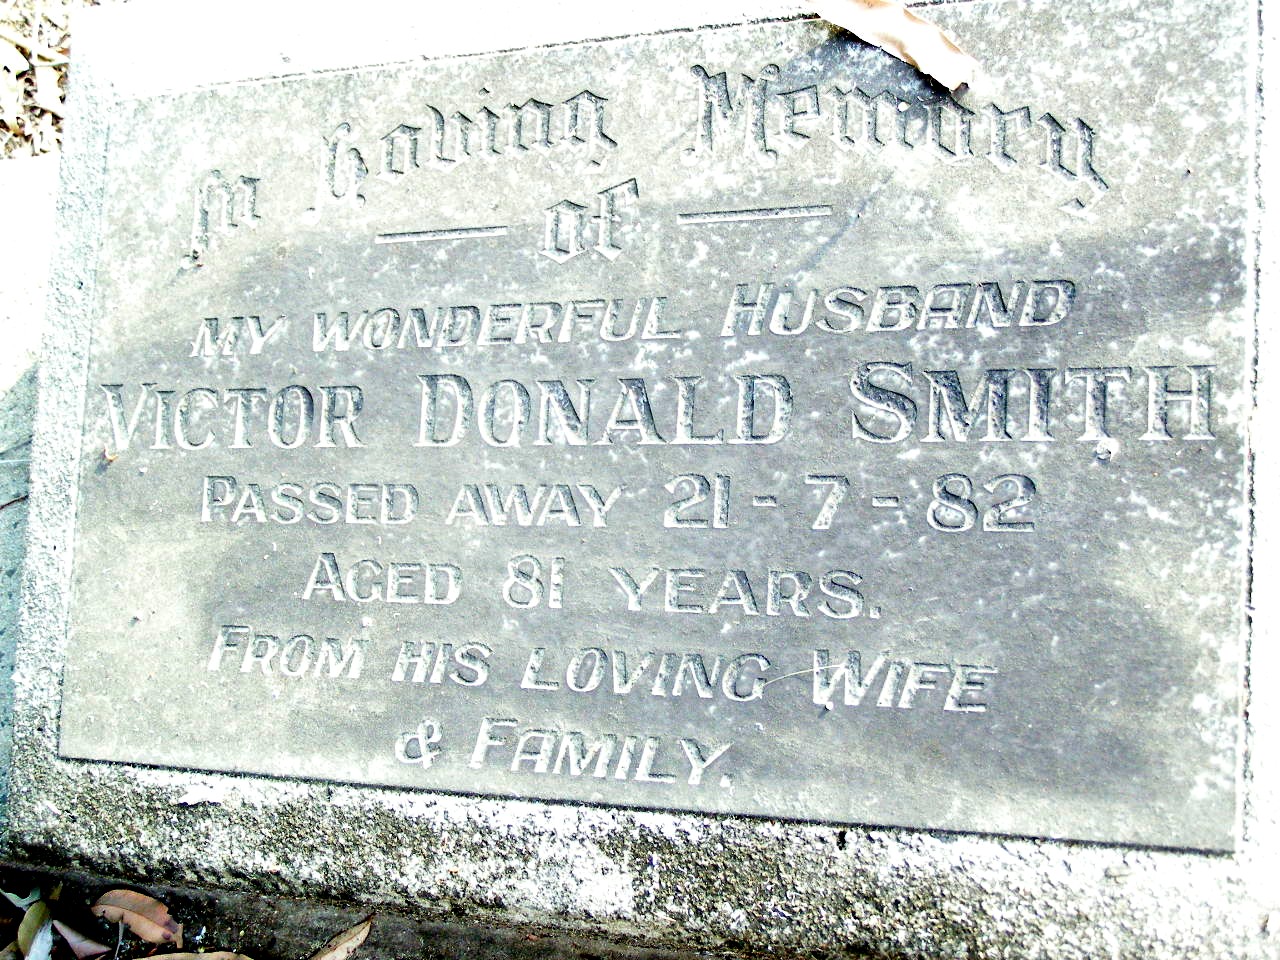 In Loving Memory
— of —
MY WONDERFUL HUSBAND
VICTOR DONALD SMITH
PASSED AWAY 21-7-82
AGED 81 YEARS.
FROM HIS LOVING WIFE
& FAMILY.